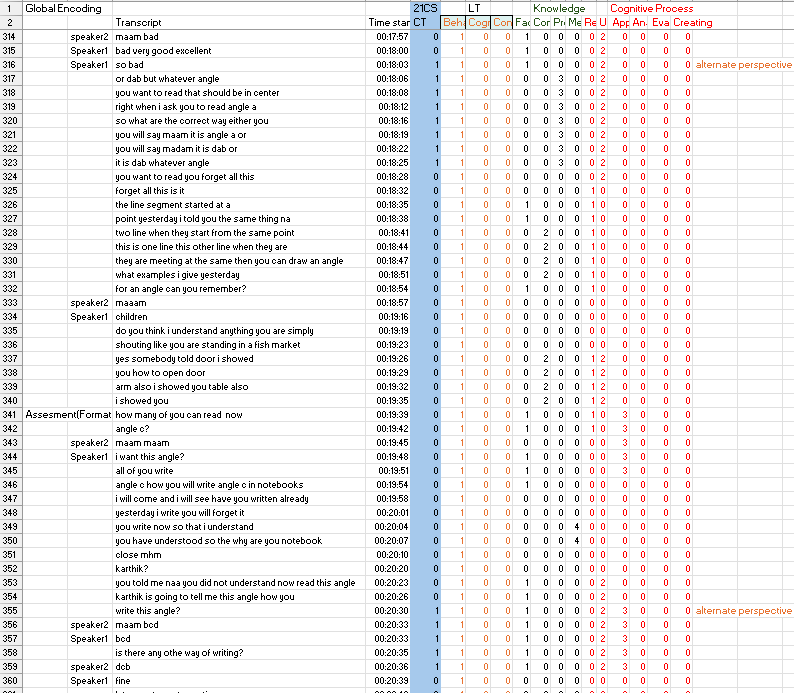 1 Global Encoding 21CS LT Knowledge Cognitive Process
2 Transcript Time star CT Beha Cogr Con Fac Cor Pr Me Re U App An Eva Creating
314 speaker2 maam bad 00:17:57 0 1 0 0 1 0 0 0 0 2 0 0 0 0
315 Speaker1 bad very good excellent 00:18:00 1 1 0 0 1 0 0 0 0 2 0 0 0 0
316 Speaker1 so bad 00:18:03 1 1 0 0 1 0 0 0 0 2 0 0 0 0 alternate perspective
317 or dab but whatever angle 00:18:06 1 1 0 0 0 0 3 0 0 2 0 0 0 0
318 you want to read that should be in center 00:18:08 1 1 0 0 0 0 3 0 0 2 0 0 0 0
319 right when i ask you to read angle a 00:18:12 1 1 0 0 0 0 3 0 0 2 0 0 0 0
320 so what are the correct way either you 00:18:16 1 1 0 0 0 0 3 0 0 2 0 0 0 0
321 you will say maam it is angle a or 00:18:19 1 1 0 0 0 0 3 0 0 2 0 0 0 0
322 you will say madam it is dab or 00:18:22 1 1 0 0 0 0 3 0 0 2 0 0 0 0
323 it is dab whatever angle 00:18:25 1 1 0 0 0 0 3 0 0 2 0 0 0 0
324 you want to read you forget all this 00:18:28 0 1 0 0 0 0 0 0 0 2 0 0 0 0
325 forget all this is it 00:18:32 0 1 0 0 0 0 0 0 1 0 0 0 0 0
326 the line segment started at a 00:18:35 0 1 0 0 1 0 0 0 1 0 0 0 0 0
327 point yesterday i told you the same thing na 00:18:38 0 1 0 0 1 0 0 0 1 0 0 0 0 0
328 two line when they start from the same point 00:18:41 0 1 0 0 0 2 0 0 1 0 0 0 0 0
329 this is one line this other line when they are 00:18:44 0 1 0 0 0 2 0 0 1 0 0 0 0 0
330 they are meeting at the same then you can draw an angle 00:18:47 0 1 0 0 0 2 0 0 1 0 0 0 0 0
331 what examples i give yesterday 00:18:51 0 1 0 0 0 2 0 0 1 0 0 0 0 0
332 for an angle can you remember? 00:18:54 0 1 0 0 1 0 0 0 1 0 0 0 0 0
333 speaker2 maaam 00:18:57 0 1 0 0 0 0 0 0 0 0 0 0 0 0
334 Speaker1 children 00:19:16 0 1 0 0 0 0 0 0 0 0 0 0 0 0
335 do you think i understand anything you are simply 00:19:19 0 1 0 0 0 0 0 0 0 0 0 0 0 0
336 shouting like you are standing in a fish market 00:19:23 0 1 0 0 0 0 0 0 0 0 0 0 0 0
337 yes somebody told door i showed 00:19:26 0 1 0 0 0 2 0 0 1 2 0 0 0 0
338 you how to open door 00:19:29 0 1 0 0 0 2 0 0 1 2 0 0 0 0
339 arm also i showed you table also 00:19:32 0 1 0 0 0 2 0 0 1 2 0 0 0 0
340 i showed you 00:19:35 0 1 0 0 0 2 0 0 1 2 0 0 0 0
341 Assesment(Format how many of you can read now 00:19:39 0 1 0 0 1 0 0 0 1 0 3 0 0 0
342 angle c? 00:19:42 0 1 0 0 1 0 0 0 1 0 3 0 0 0
343 speaker2 maam maam 00:19:45 0 1 0 0 0 0 0 0 0 0 3 0 0 0
344 Speaker1 i want this angle? 00:19:48 0 1 0 0 1 0 0 0 0 0 3 0 0 0
345 all of you write 00:19:51 0 1 0 0 1 0 0 0 0 0 3 0 0 0
346 angle c how you will write angle c in notebooks 00:19:54 0 1 0 0 1 0 0 0 0 0 3 0 0 0
347 i will come and i will see have you written already 00:19:58 0 1 0 0 0 0 0 0 0 0 0 0 0 0
348 yesterday i write you will forget it 00:20:01 0 1 0 0 0 0 0 0 0 0 0 0 0 0
349 you write now so that i understand 00:20:04 0 1 0 0 0 0 0 4 0 0 0 0 0 0
350 you have understood so the why are you notebook 00:20:07 0 1 0 0 0 0 0 4 0 0 0 0 0 0
351 close mhm 00:20:10 0 1 0 0 0 0 0 0 0 0 0 0 0 0
352 karthik? 00:20:20 0 1 0 0 0 0 0 0 0 0 0 0 0 0
353 you told me naa you did not understand now read this angle 00:20:23 0 1 0 0 1 0 0 0 0 2 0 0 0 0
354 karthik is going to tell me this angle how you 00:20:26 0 1 0 0 1 0 0 0 0 2 0 0 0 0
355 write this angle? 00:20:30 1 1 0 0 1 0 0 0 0 2 3 0 0 0 alternate perspective
356 speaker2 maam bcd 00:20:33 1 1 0 0 1 0 0 0 0 2 3 0 0 0
357 Speaker1 bcd 00:20:33 1 1 0 0 1 0 0 0 0 2 3 0 0 0
358 is there any othe way of writing? 00:20:35 1 1 0 0 1 0 0 0 0 2 3 0 0 0
359 speaker2 dcb 00:20:36 1 1 0 0 1 0 0 0 0 2 3 0 0 0
360 Speaker1 fine 00:20:39 0 1 0 0 0 0 0 0 0 0 0 0 0 0